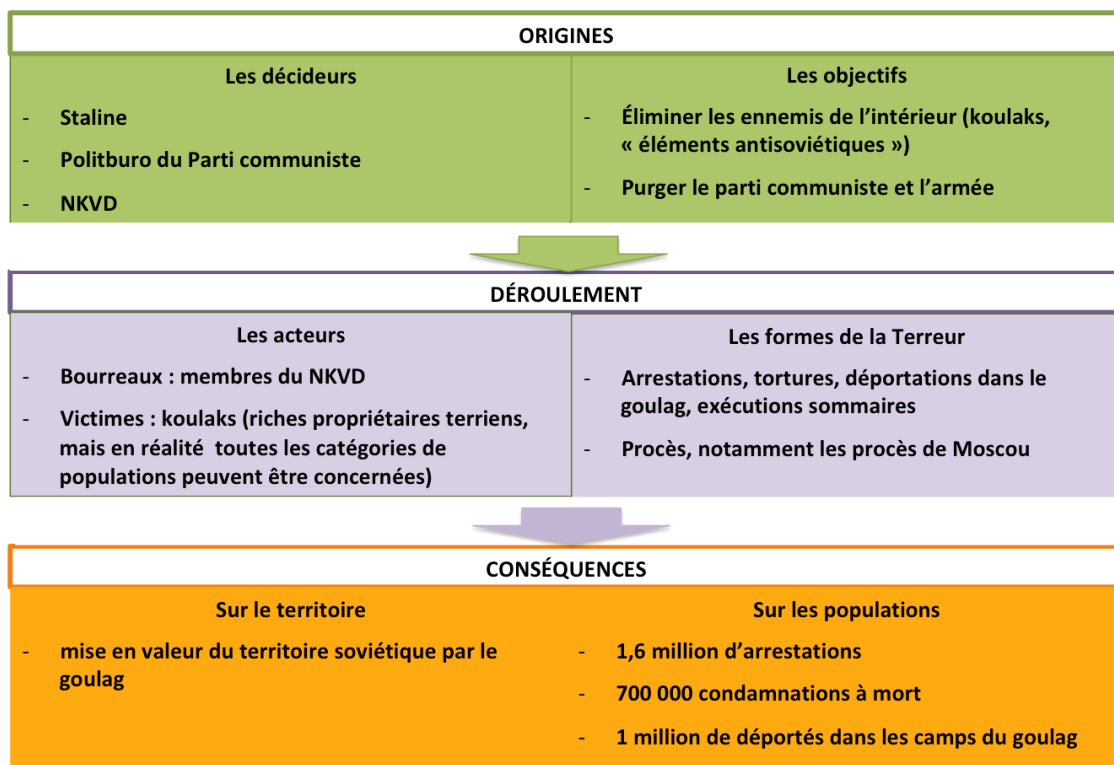 ORIGINES
Les décideurs
- Staline
- Politburo du Parti communiste
- NKVD
Les objectifs
- Éliminer les ennemis de l’intérieur (koulaks,
« éléments antisoviétiques »)
- Purger le parti communiste et l’armée
DÉROULEMENT
Les acteurs
- Bourreaux : membres du NKVD
- Victimes : koulaks (riches propriétaires terriens,
mais en réalité toutes les catégories de
populations peuvent être concernées)
Les formes de la Terreur
- Arrestations, tortures, déportations dans le
goulag, exécutions sommaires
- Procès, notamment les procès de Moscou
CONSÉQUENCES
Sur le territoire
- mise en valeur du territoire soviétique par le
goulag
Sur les populations
- 1,6 million d’arrestations
- 700 000 condamnations à mort
- 1 million de déportés dans les camps du goulag